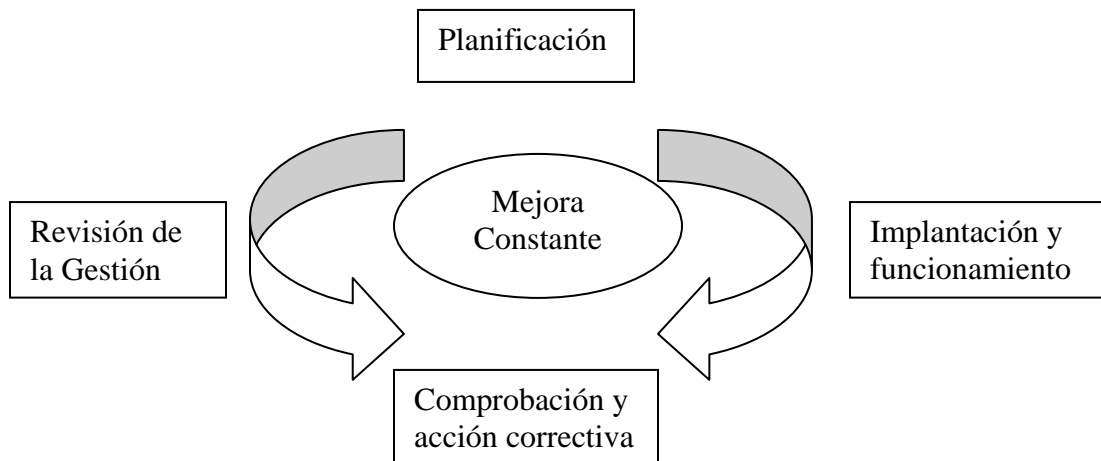 Planificación
Mejora
Constante
Revisión de
la Gestión
Implantación y
funcionamiento
Comprobación y
acción correctiva